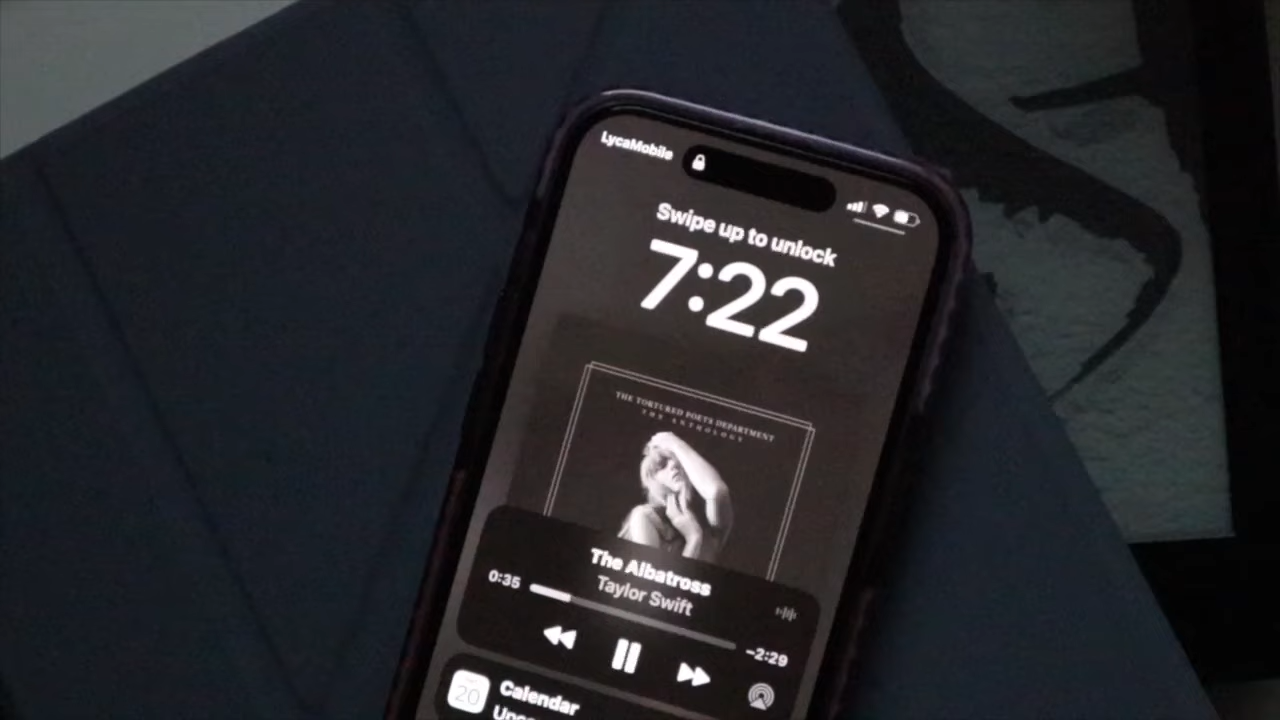 LycaMobile
Swipe up to unlock
7:22
THE TORTURED POETS DEPARTMENT
THE ANTHOLOGY
The Albatross
Taylor Swift
0:35
-2:29
20
Calendar